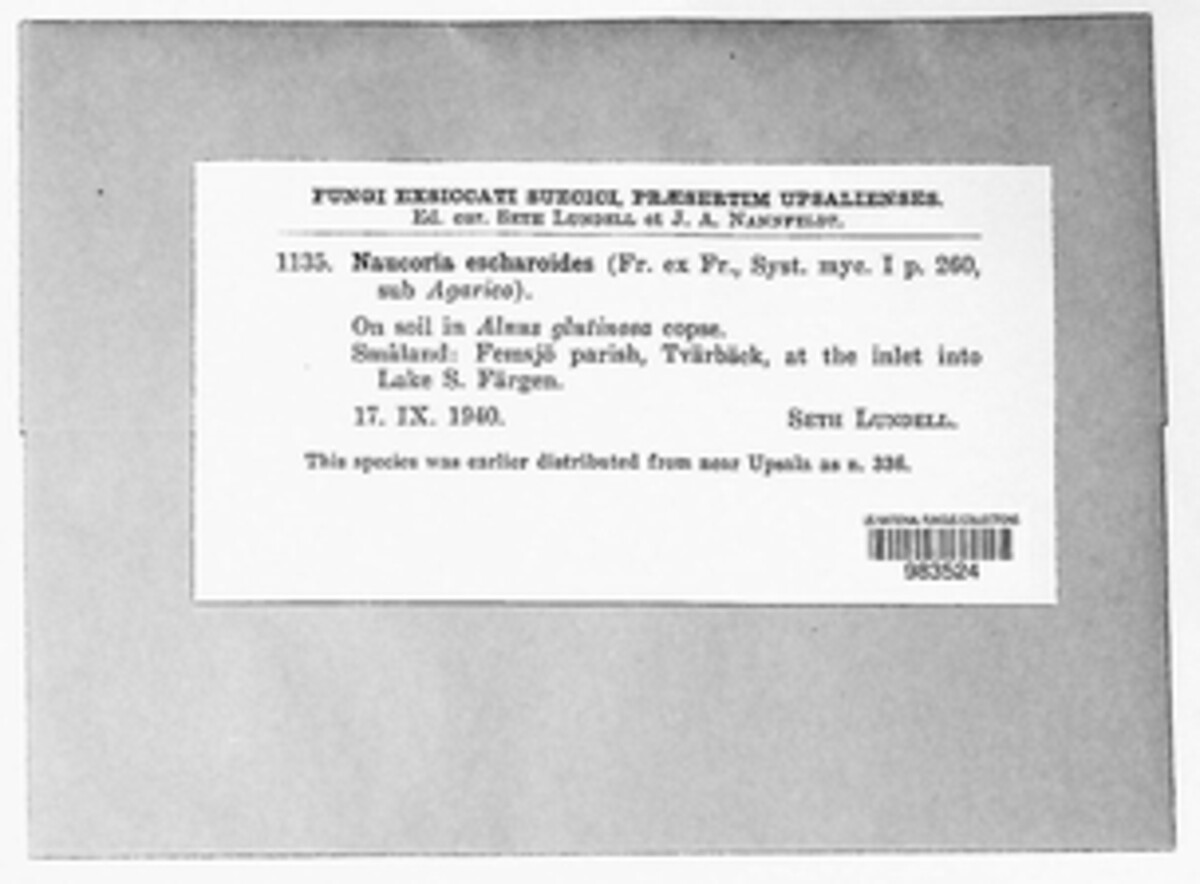 FUNGI EXSICCATI SUECICI, PRÆSERTIM UPSALIENSES.
Ed. cur. SETH LUNDELL et J. A. NANNFELDT.
1135. Naucoria escharoides (Fr. ex Fr., Syst. myc. I p. 260,
sub Agarico).
On soil in Alnus glutinosa copse.
Småland: Femsjö parish, Tvärbäck, at the inlet into
Lake S. Färgen.
17. IX. 1940. SETH LUNDELL.
This species was earlier distributed from near Upsala as n. 336.
983524